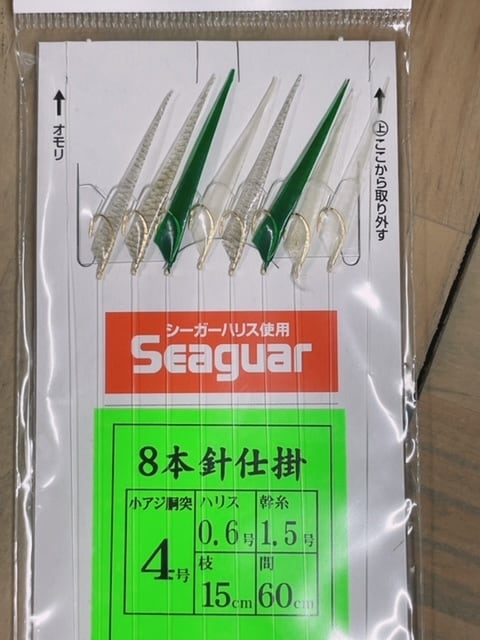 オモリ
上ここから取り外す
シーガーハリス使用
Seaguar
8本針仕掛
小アジ胴突 ハリス 幹糸
4号 0.6号 1.5号
枝 間
15cm 60cm